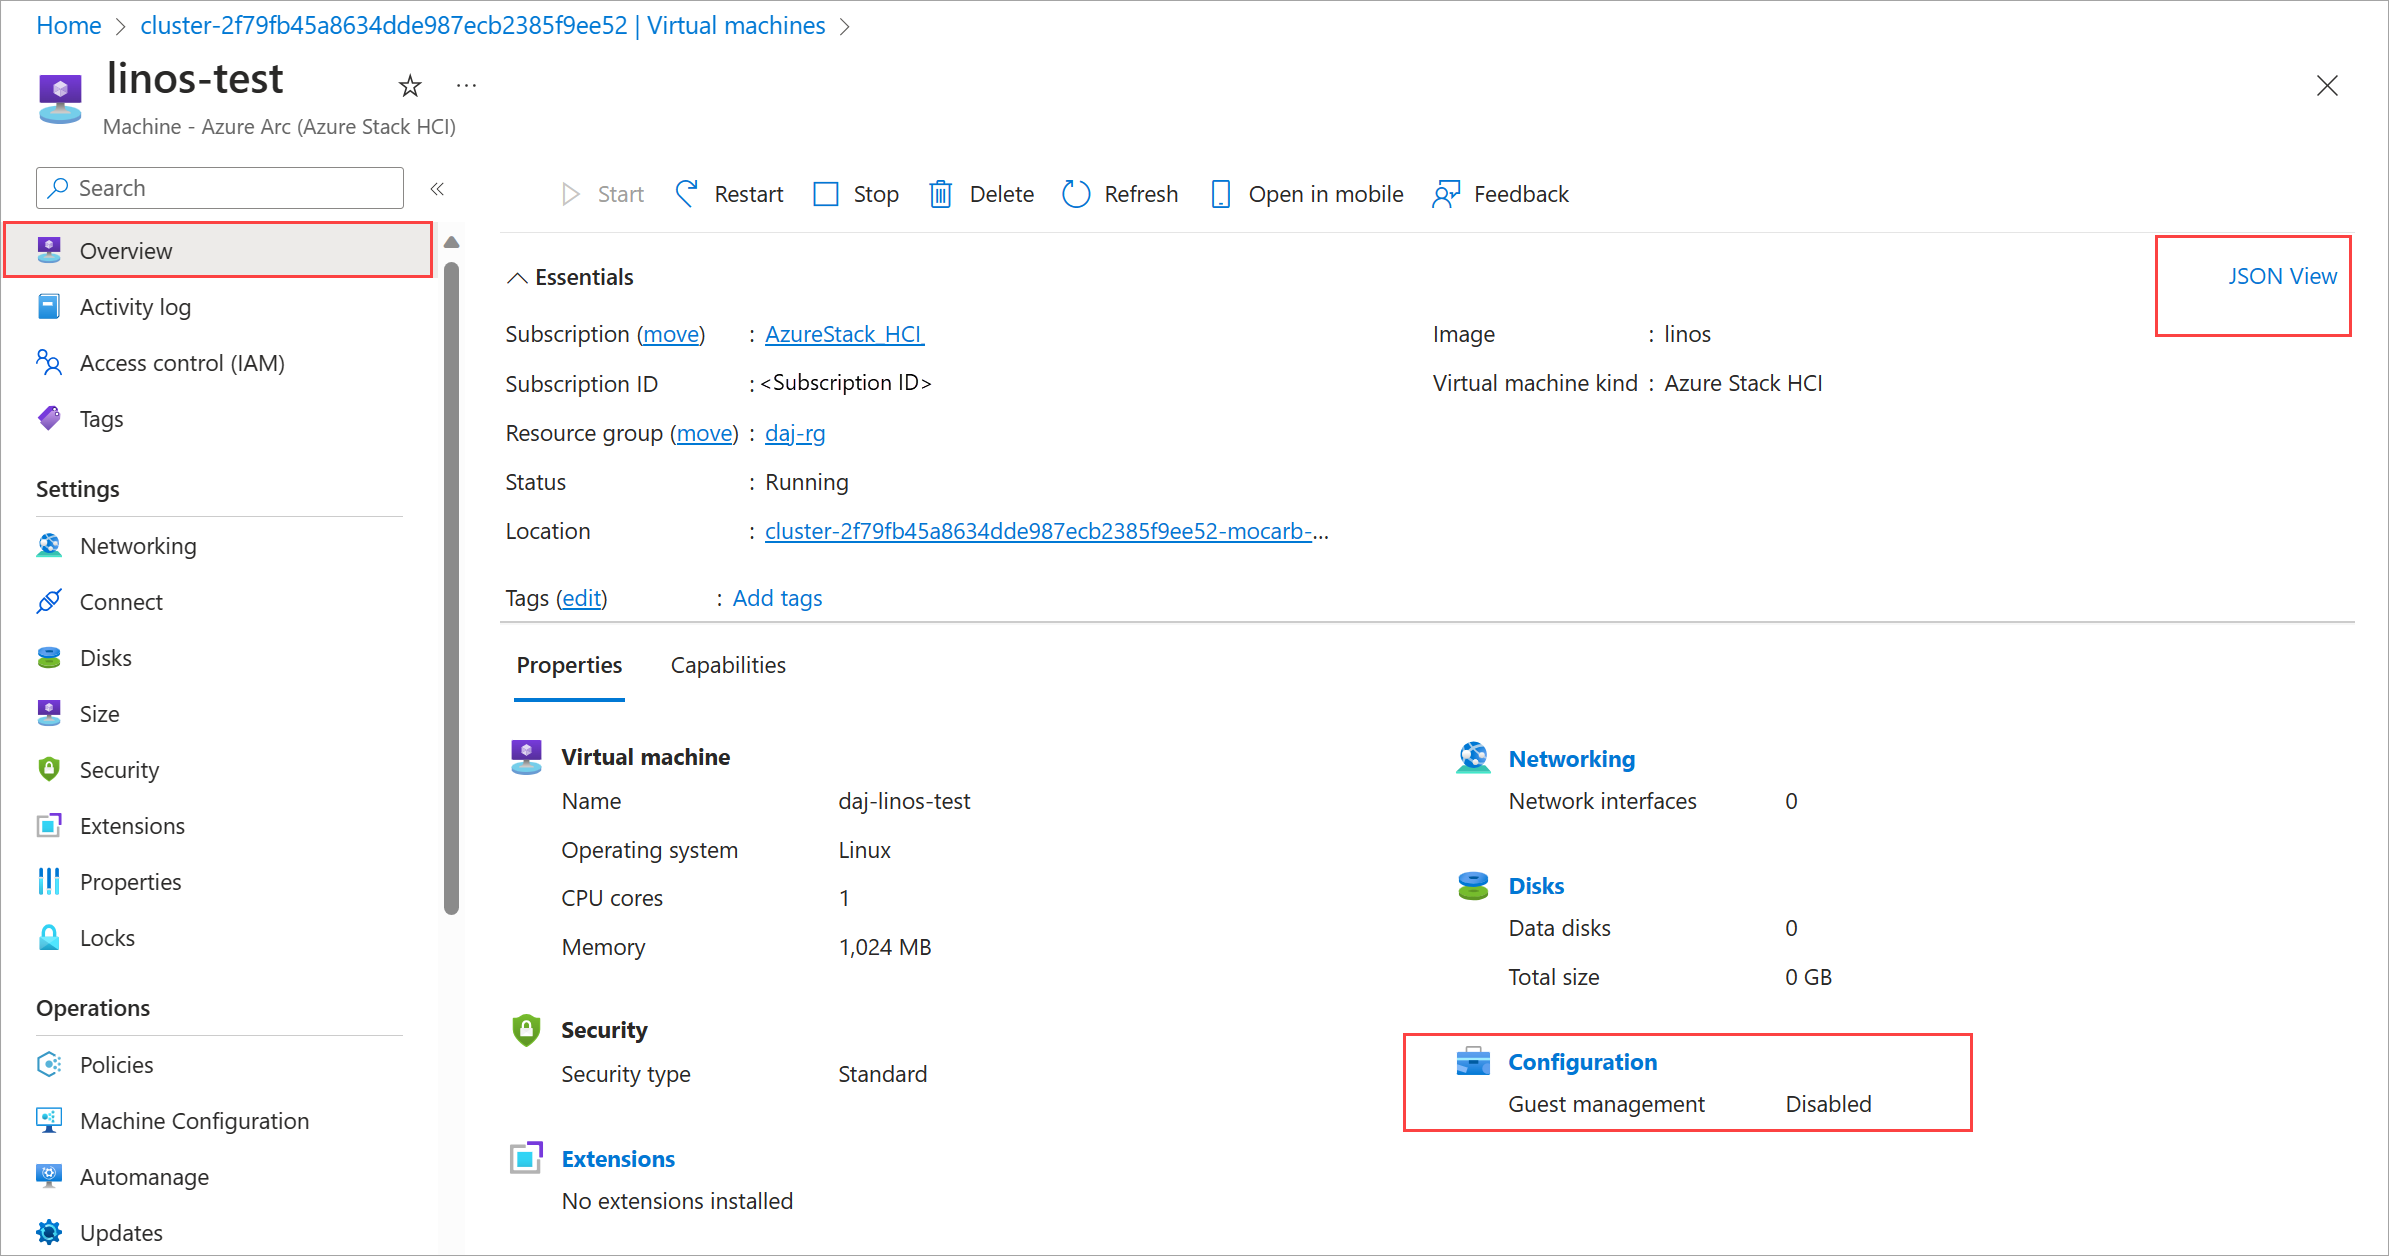 Home > cluster-2f79fb45a8634dde987ecb2385f9ee52 | Virtual machines >
linos-test
...
Machine - Azure Arc (Azure Stack HCI)
Search
«
Overview
Activity log
Access control (IAM)
Tags
Settings
Networking
Connect
Disks
Size
Security
Extensions
Properties
Locks
Operations
Policies
Machine Configuration
Automanage
Updates
Start Restart Stop Delete Refresh Open in mobile Feedback
Essentials
JSON View
Subscription (move) : AzureStack_HCI
Subscription ID : <Subscription ID>
Resource group (move) : daj-rg
Status : Running
Location : cluster-2f79fb45a8634dde987ecb2385f9ee52-mocarb-...
Image : linos
Virtual machine kind : Azure Stack HCI
Tags (edit) : Add tags
Properties Capabilities
Virtual machine
Name daj-linos-test
Operating system Linux
CPU cores 1
Memory 1,024 MB
Security
Security type Standard
Extensions
No extensions installed
Networking
Network interfaces 0
Disks
Data disks 0
Total size 0 GB
Configuration
Guest management Disabled